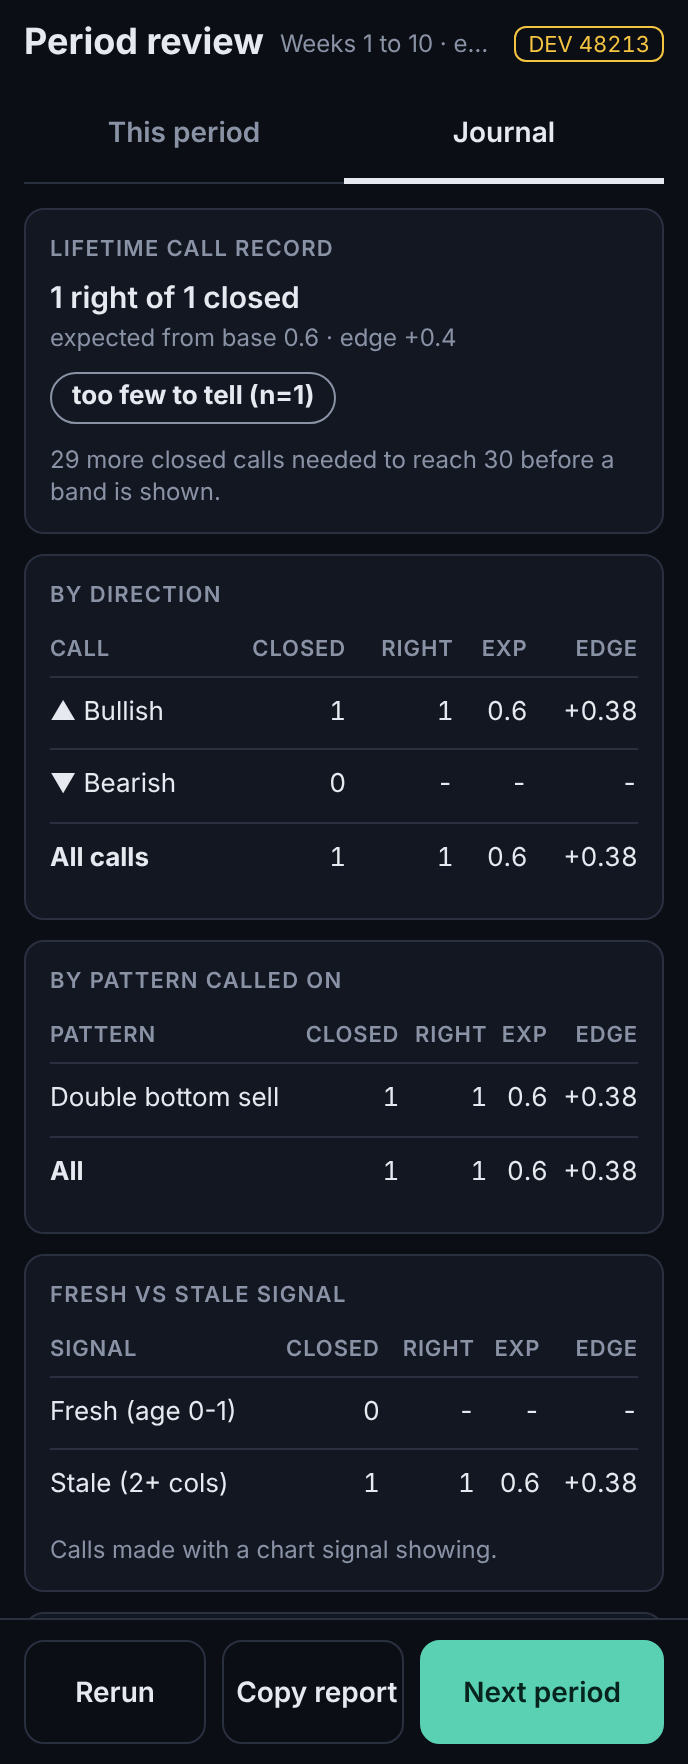 Period review Weeks 1 to 10 · e... DEV 48213
This period Journal
LIFETIME CALL RECORD
1 right of 1 closed
expected from base 0.6 · edge +0.4
too few to tell (n=1)
29 more closed calls needed to reach 30 before a
band is shown.
BY DIRECTION
CALL CLOSED RIGHT EXP EDGE
▲ Bullish 1 1 0.6 +0.38
▼ Bearish 0 - - -
All calls 1 1 0.6 +0.38
BY PATTERN CALLED ON
PATTERN CLOSED RIGHT EXP EDGE
Double bottom sell 1 1 0.6 +0.38
All 1 1 0.6 +0.38
FRESH VS STALE SIGNAL
SIGNAL CLOSED RIGHT EXP EDGE
Fresh (age 0-1) 0 - - -
Stale (2+ cols) 1 1 0.6 +0.38
Calls made with a chart signal showing.
Rerun Copy report Next period